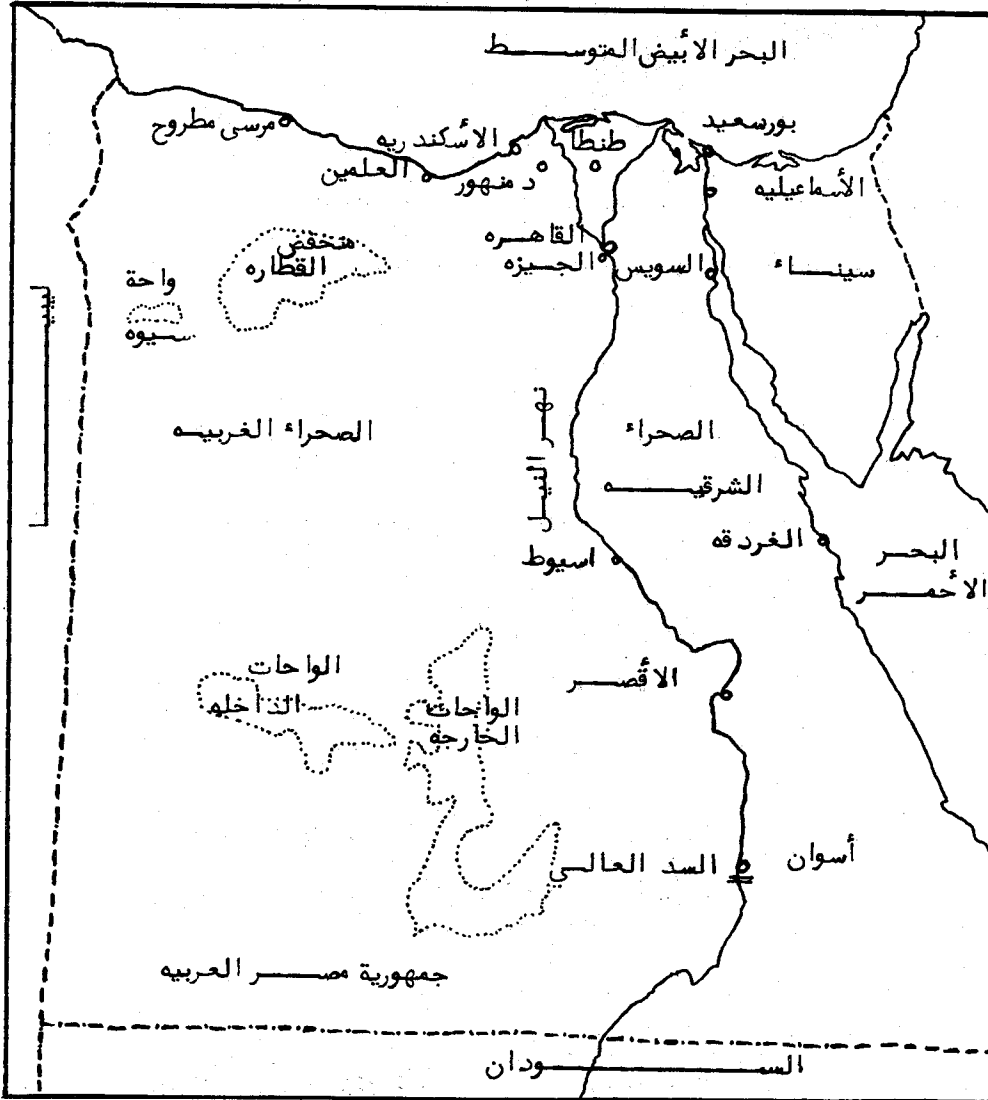 البحر الأبيض المتوسط
بورسعيد
طنطا
الأسكندريه
مرسى مطروح
العلمين
دمنهور
الأسماعيليه
القاهره
الجيزه
السويس
سيناء
منخفض
القطاره
واحة
سيوه
ليبيا
الصحراء الغربيه
نهر النيل
الصحراء
الشرقيه
الغردقه
البحر
الأحمر
اسيوط
الأقصر
الواحات
الداخله
الواحات
الخارجه
السد العالي
أسوان
جمهورية مصر العربيه
السودان